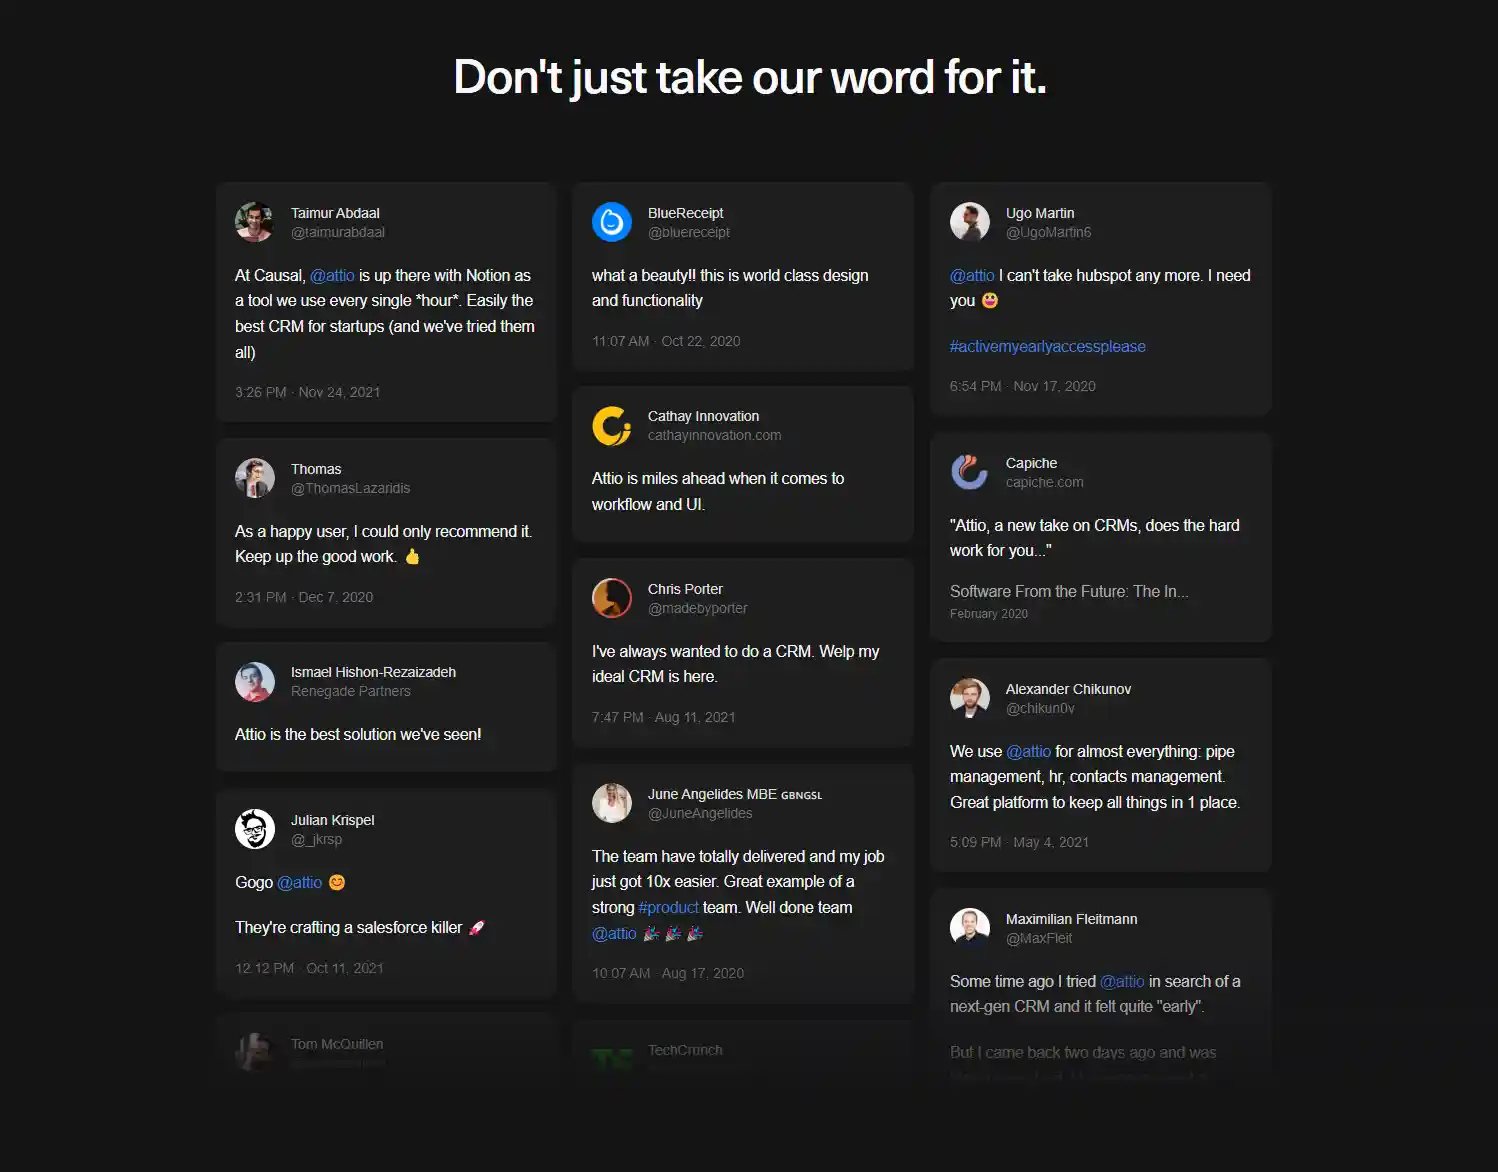 Don't just take our word for it.
Taimur Abdaal
@taimurabdaal
At Causal, @attio is up there with Notion as
a tool we use every single *hour*. Easily the
best CRM for startups (and we've tried them
all)
3:26 PM · Nov 24, 2021
Thomas
@ThomasLazaridis
As a happy user, I could only recommend it.
Keep up the good work. 👍
2:31 PM · Dec 7, 2020
Ismael Hishon-Rezaizadeh
Renegade Partners
Attio is the best solution we've seen!
Julian Krispel
@_jkrsp
Gogo @attio 😊
They're crafting a salesforce killer 🚀
12:12 PM · Oct 11, 2021
Tom McQuillen
BlueReceipt
@bluereceipt
what a beauty!! this is world class design
and functionality
11:07 AM · Oct 22, 2020
Cathay Innovation
cathayinnovation.com
Attio is miles ahead when it comes to
workflow and UI.
Chris Porter
@madebyporter
I've always wanted to do a CRM. Welp my
ideal CRM is here.
7:47 PM · Aug 11, 2021
June Angelides MBE ɢʙɴɢsʟ
@JuneAngelides
The team have totally delivered and my job
just got 10x easier. Great example of a
strong #product team. Well done team
@attio 🎉 🎉 🎉
10:07 AM · Aug 17, 2020
TechCrunch
Ugo Martin
@UgoMartin6
@attio I can't take hubspot any more. I need
you 😃
#activemyearlyaccessplease
6:54 PM · Nov 17, 2020
Capiche
capiche.com
"Attio, a new take on CRMs, does the hard
work for you..."
Software From the Future: The In...
February 2020
Alexander Chikunov
@chikun0v
We use @attio for almost everything: pipe
management, hr, contacts management.
Great platform to keep all things in 1 place.
5:09 PM · May 4, 2021
Maximilian Fleitmann
@MaxFleit
Some time ago I tried @attio in search of a
next-gen CRM and it felt quite "early".
But I came back two days ago and was